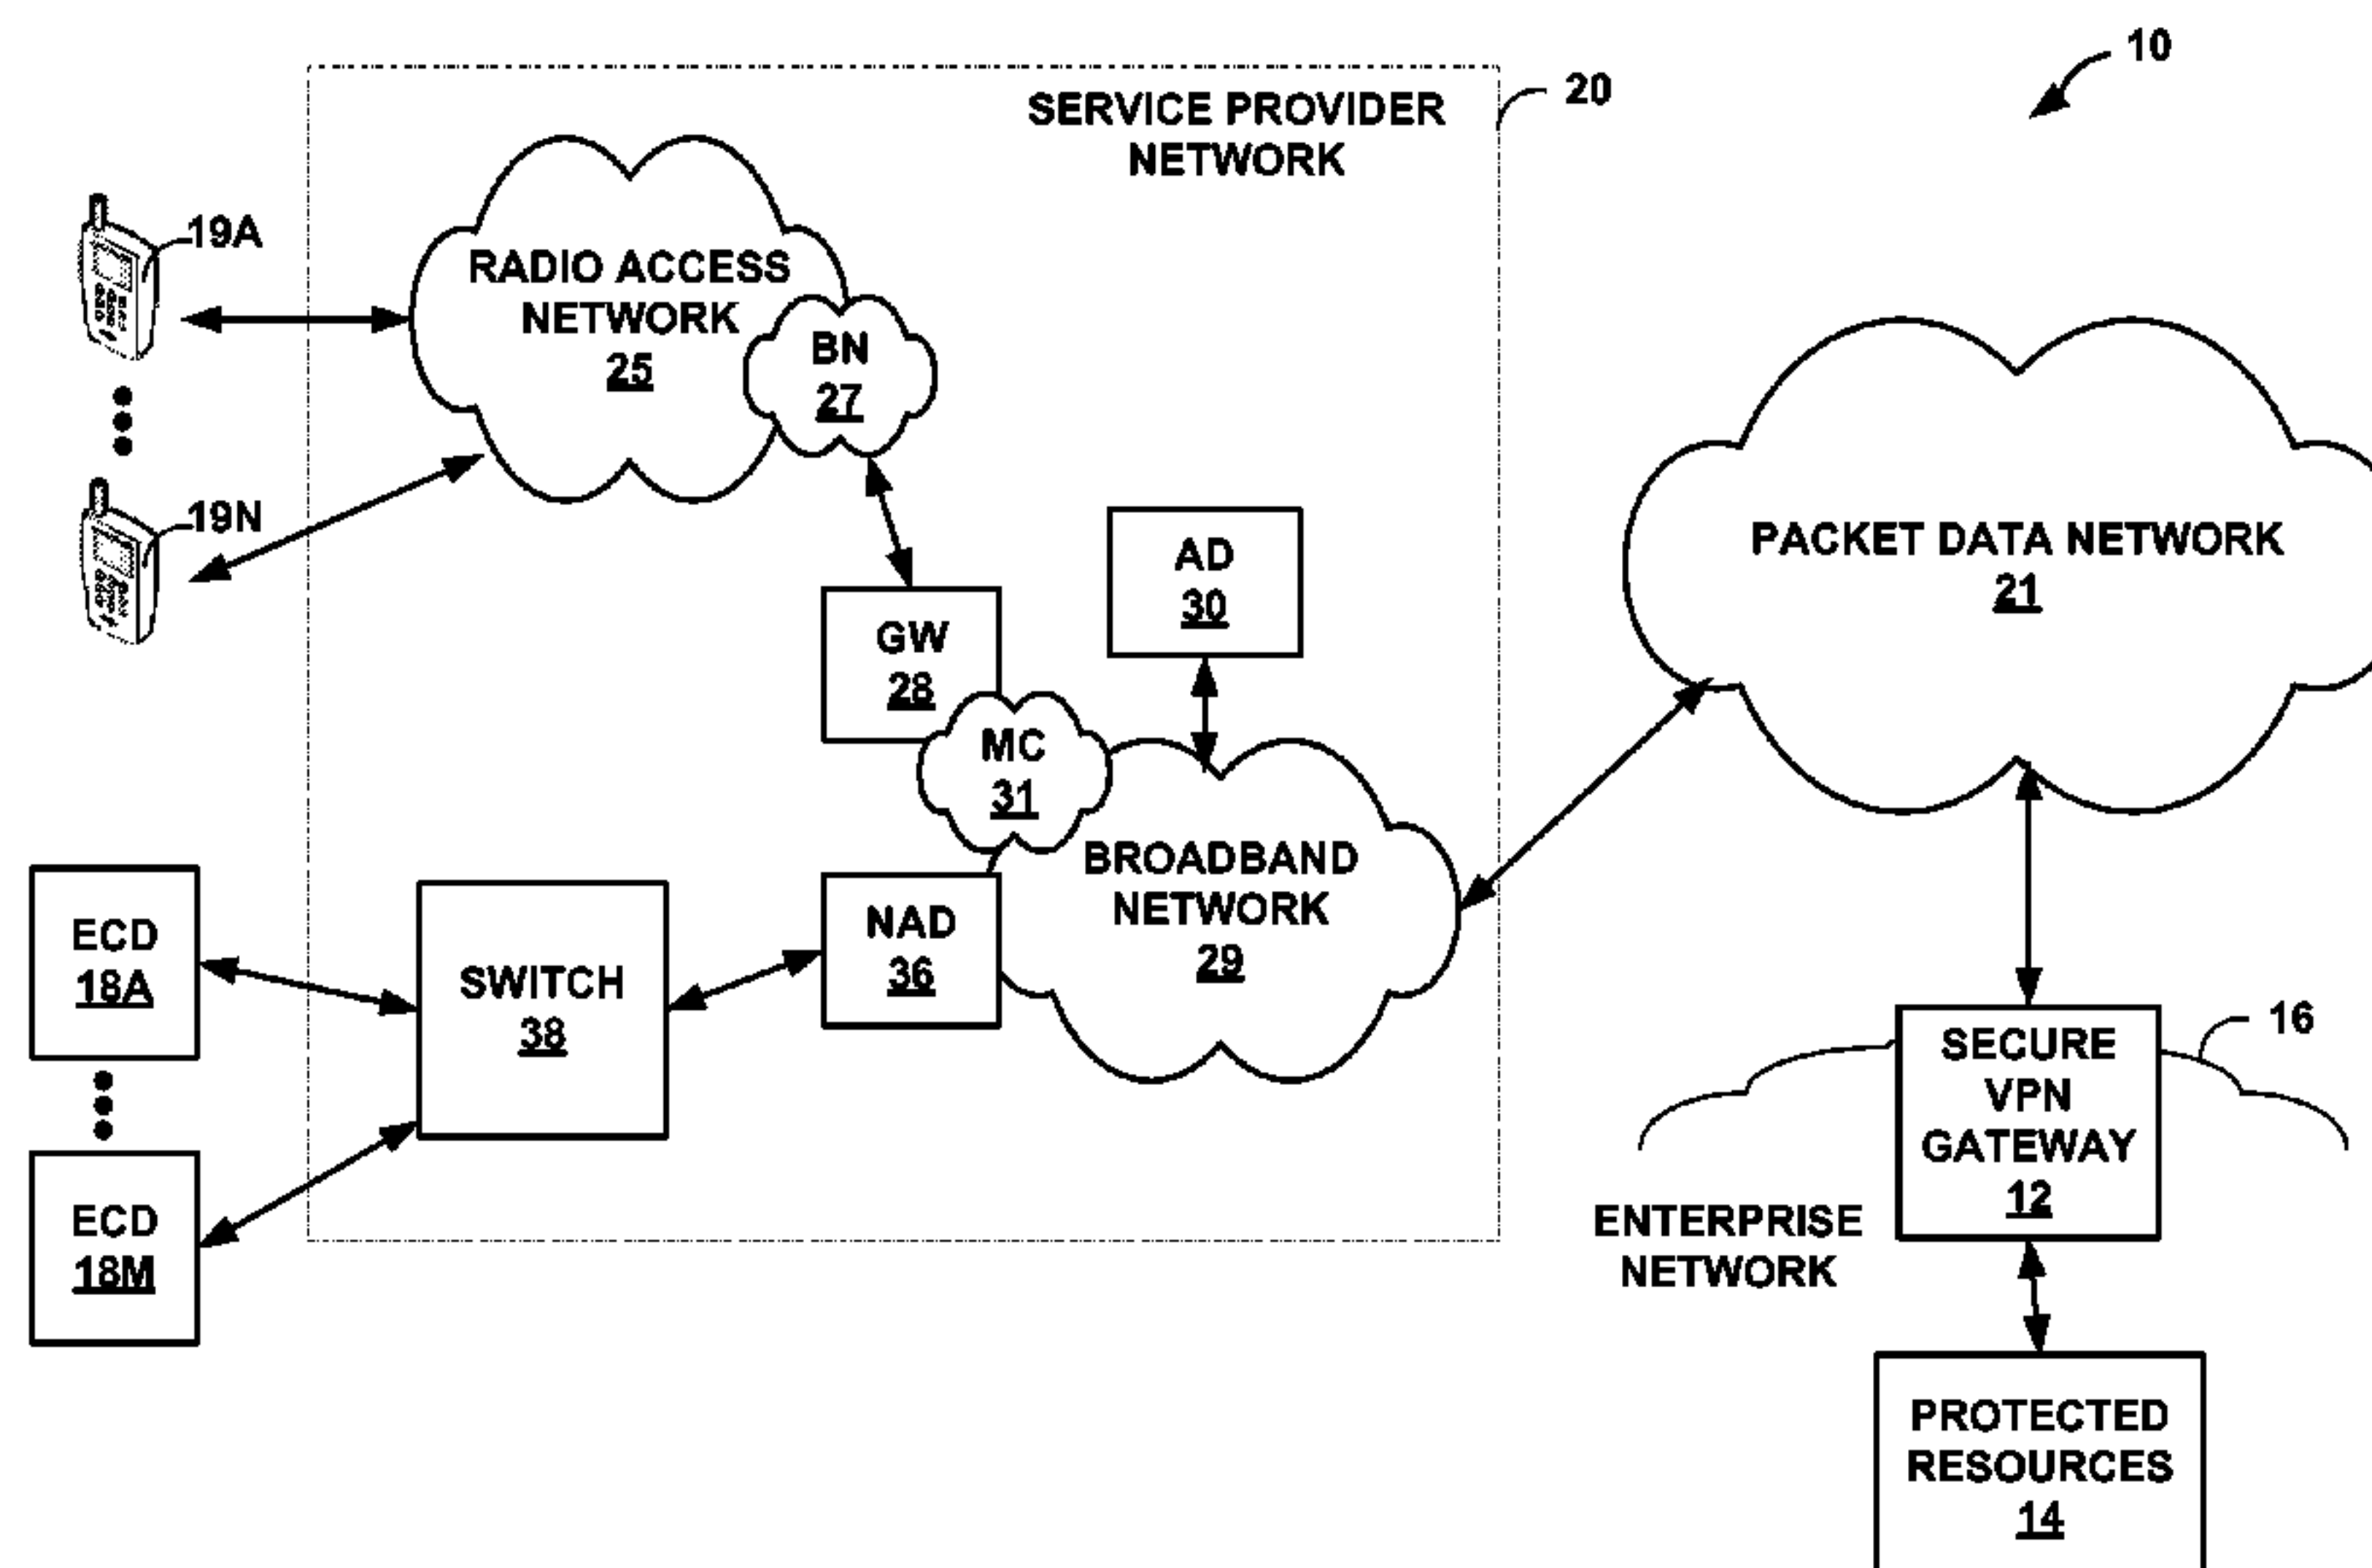 10
20
SERVICE PROVIDER
NETWORK
19A
RADIO ACCESS
NETWORK
25
BN
27
19N
PACKET DATA NETWORK
21
AD
30
GW
28
MC
31
BROADBAND
NETWORK
29
ECD
18A
SWITCH
38
NAD
36
16
SECURE
VPN
GATEWAY
12
ECD
18M
ENTERPRISE
NETWORK
PROTECTED
RESOURCES
14